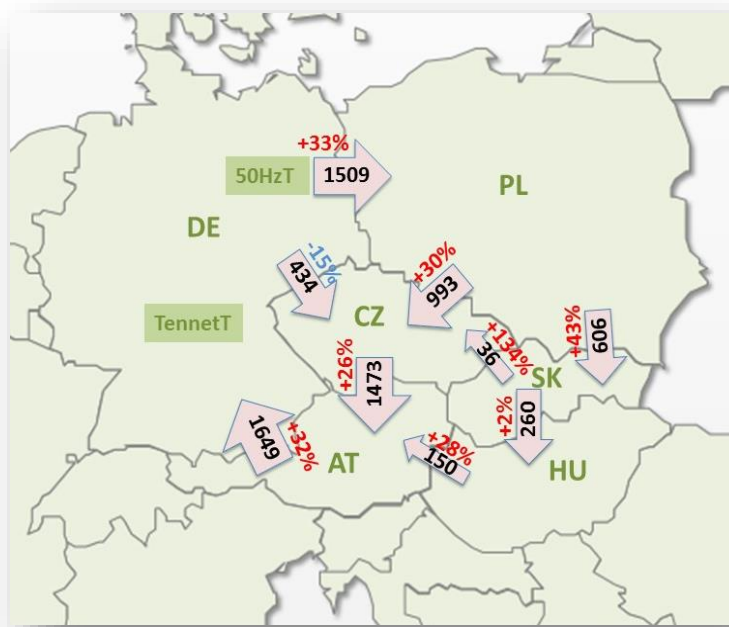 +33%
50HzT
1509
PL
DE
-15%
434
+30%
993
CZ
TennetT
+134%
36
+43%
606
SK
+26%
1473
+2%
260
1649
+32%
AT
+28%
150
HU